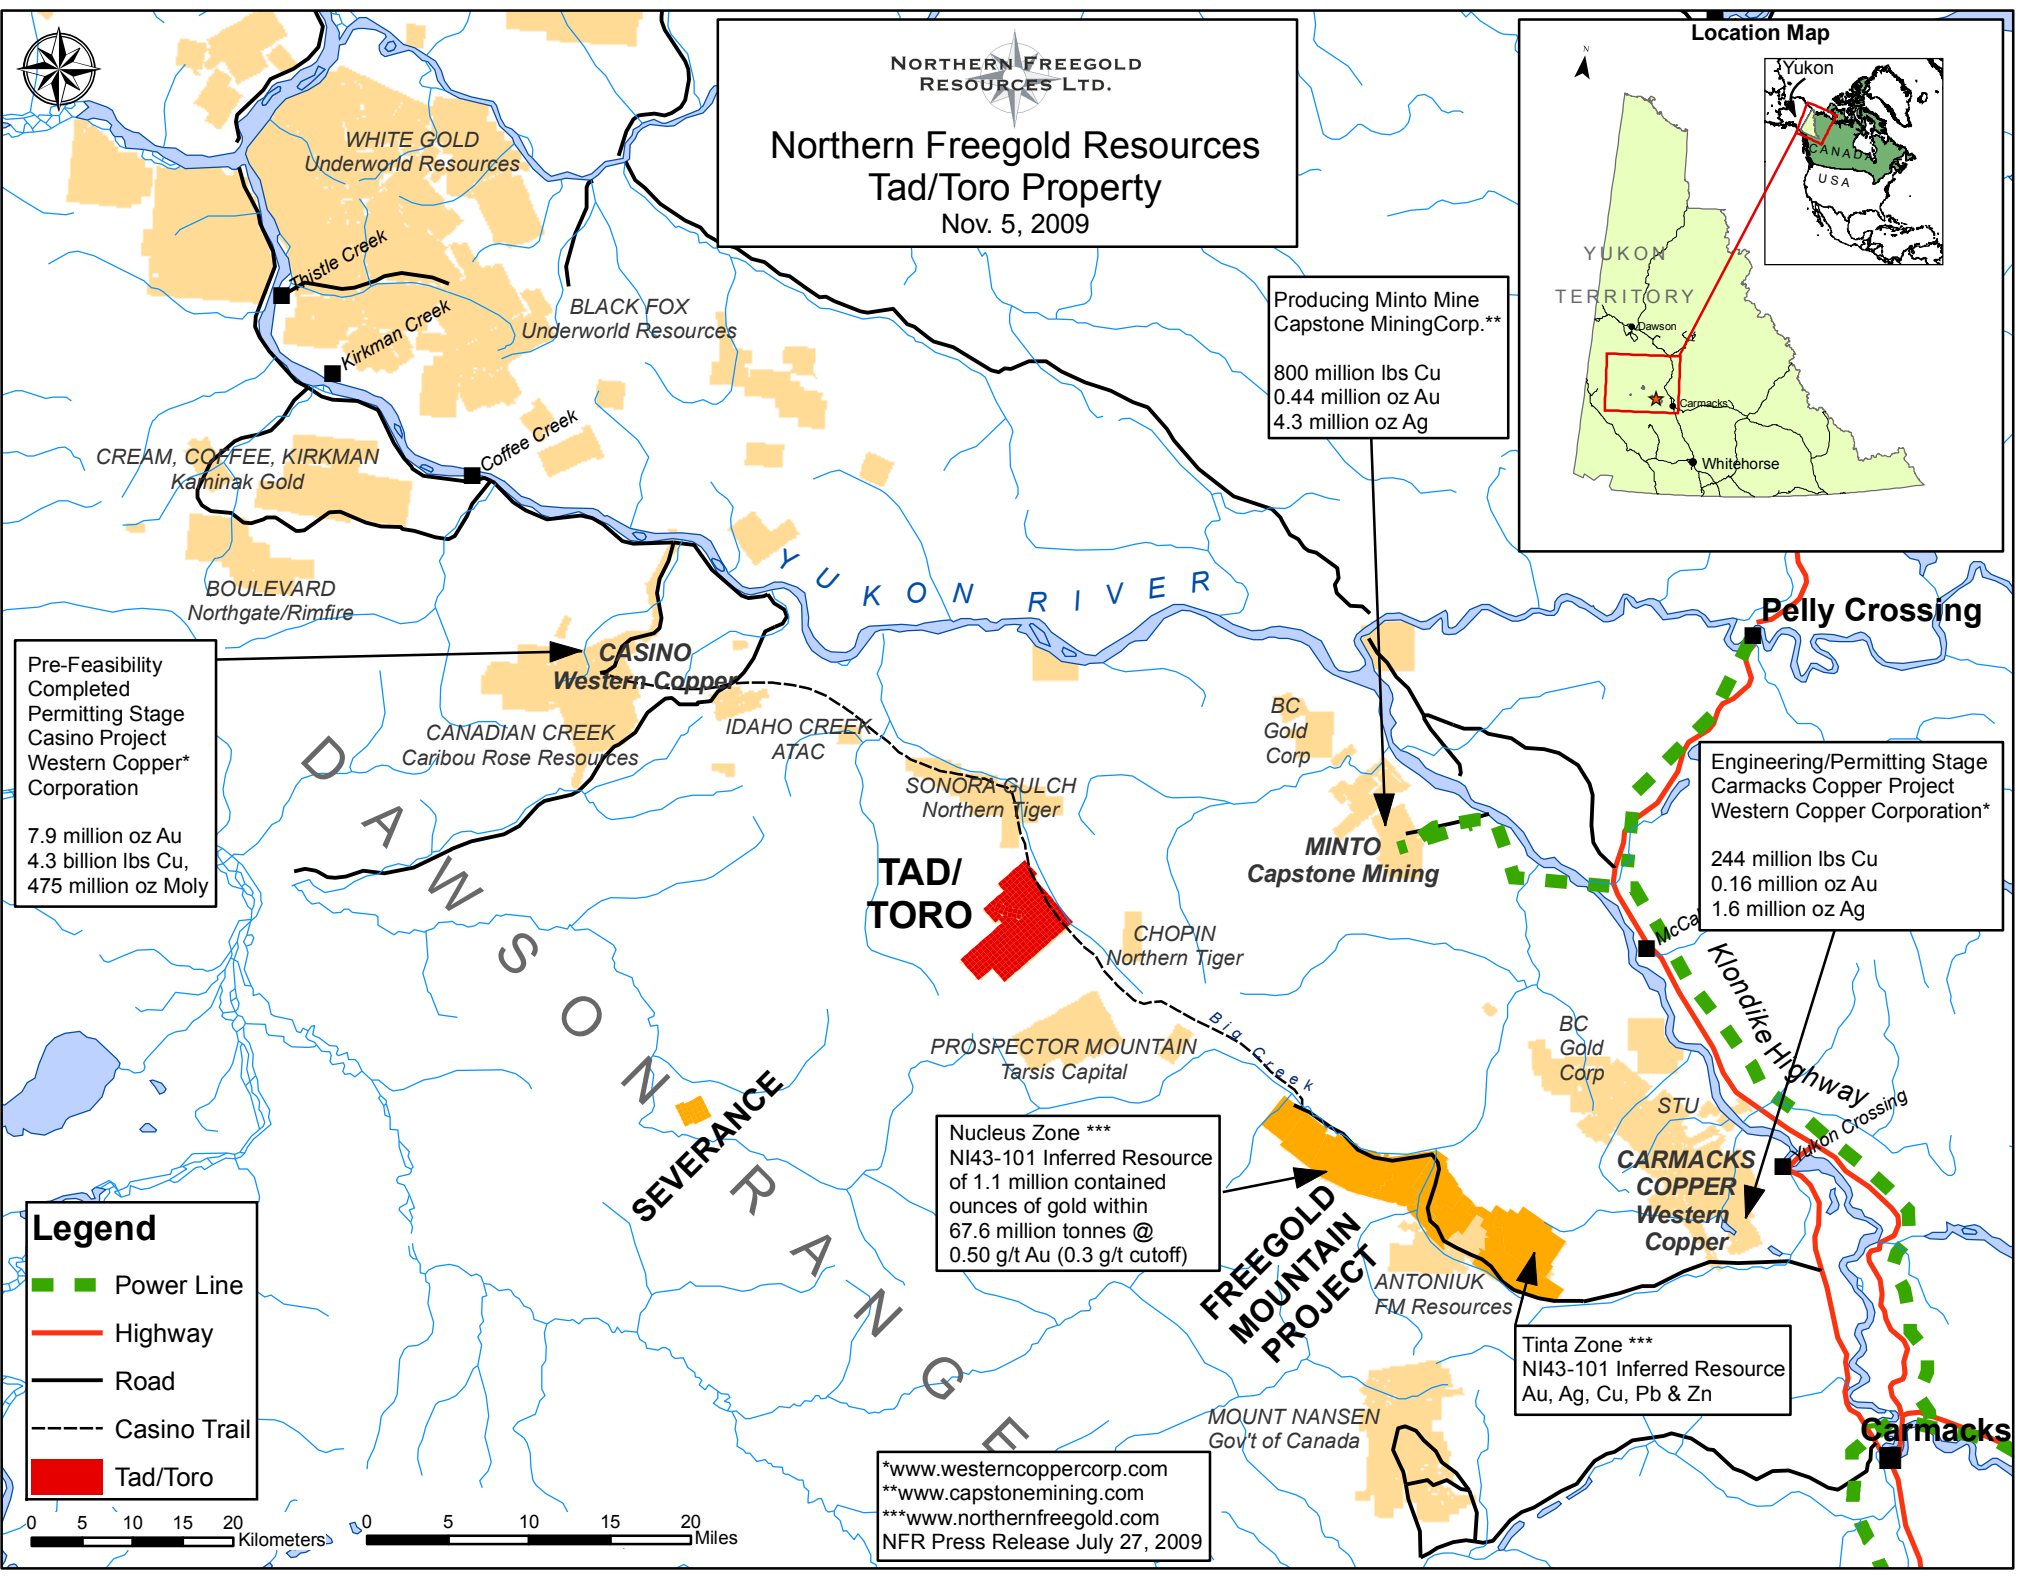 NORTHERN FREEGOLD
RESOURCES LTD.
Northern Freegold Resources
Tad/Toro Property
Nov. 5, 2009
Location Map
N
Yukon
CANADA
USA
YUKON
TERRITORY
Dawson
Carmacks
Whitehorse
WHITE GOLD
Underworld Resources
Thistle Creek
Kirkman Creek
BLACK FOX
Underworld Resources
Coffee Creek
CREAM, COFFEE, KIRKMAN
Kaminak Gold
BOULEVARD
Northgate/Rimfire
YUKON RIVER
Producing Minto Mine
Capstone MiningCorp.**
800 million lbs Cu
0.44 million oz Au
4.3 million oz Ag
Pelly Crossing
Pre-Feasibility
Completed
Permitting Stage
Casino Project
Western Copper*
Corporation
7.9 million oz Au
4.3 billion lbs Cu,
475 million oz Moly
CASINO
Western Copper
CANADIAN CREEK
Caribou Rose Resources
IDAHO CREEK
ATAC
SONORA GULCH
Northern Tiger
BC
Gold
Corp
MINTO
Capstone Mining
Engineering/Permitting Stage
Carmacks Copper Project
Western Copper Corporation*
244 million lbs Cu
0.16 million oz Au
1.6 million oz Ag
TAD/
TORO
CHOPIN
Northern Tiger
McCa
Klondike Highway
DAWSON RANGE
PROSPECTOR MOUNTAIN
Tarsis Capital
Big Creek
BC
Gold
Corp
STU
Yukon Crossing
CARMACKS
COPPER
Western
Copper
SEVERANCE
Nucleus Zone ***
NI43-101 Inferred Resource
of 1.1 million contained
ounces of gold within
67.6 million tonnes @
0.50 g/t Au (0.3 g/t cutoff)
FREEGOLD
MOUNTAIN
PROJECT
ANTONIUK
FM Resources
Tinta Zone ***
NI43-101 Inferred Resource
Au, Ag, Cu, Pb & Zn
MOUNT NANSEN
Gov't of Canada
Carmacks
Legend
Power Line
Highway
Road
Casino Trail
Tad/Toro
0 5 10 15 20
Kilometers
0 5 10 15 20
Miles
*www.westerncoppercorp.com
**www.capstonemining.com
***www.northernfreegold.com
NFR Press Release July 27, 2009